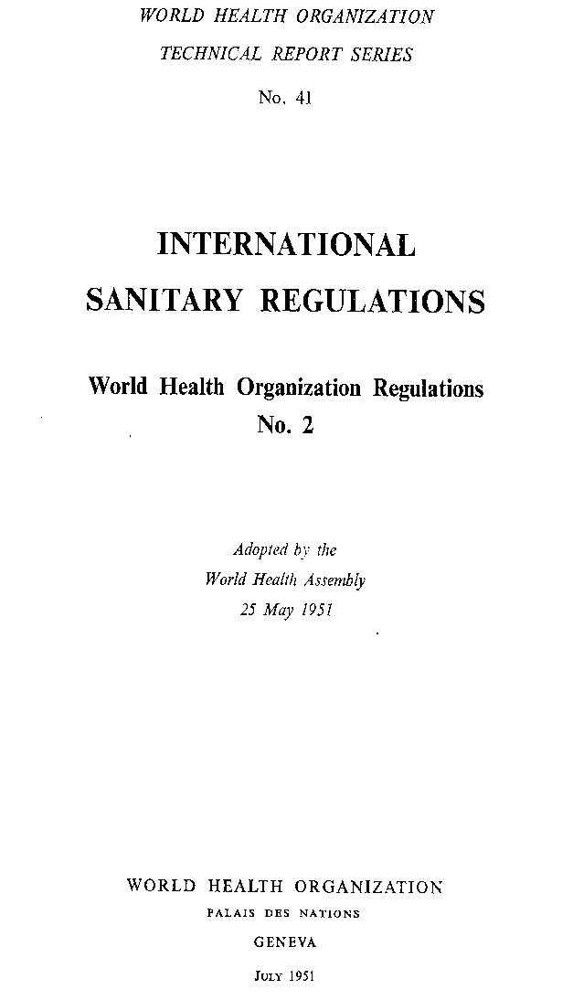 WORLD HEALTH ORGANIZATION
TECHNICAL REPORT SERIES
No. 41
INTERNATIONAL
SANITARY REGULATIONS
World Health Organization Regulations
No. 2
Adopted by the
World Health Assembly
25 May 1951
WORLD HEALTH ORGANIZATION
PALAIS DES NATIONS
GENEVA
JULY 1951